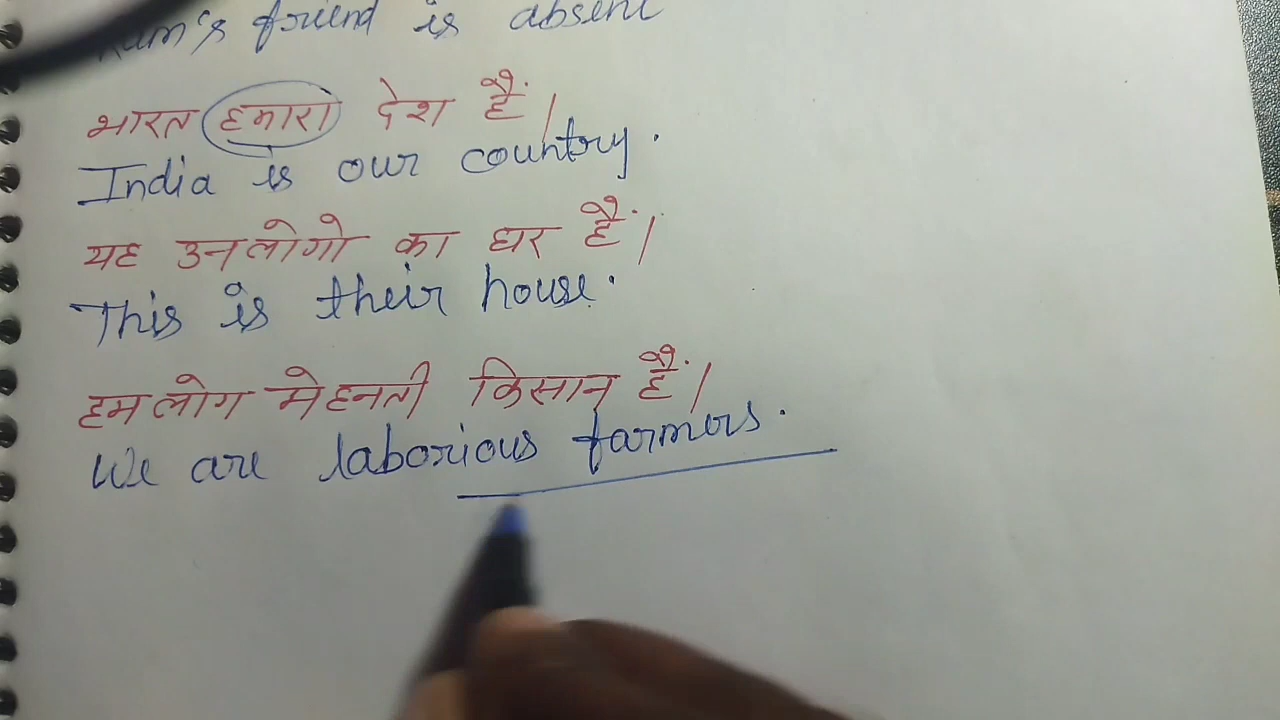 Ram's friend is absent
भारत हमारा देश हैं।
India is our country.
यह उनलोगो का घर हैं।
This is their house.
हमलोग मेहनती किसान हैं।
We are laborious farmers.